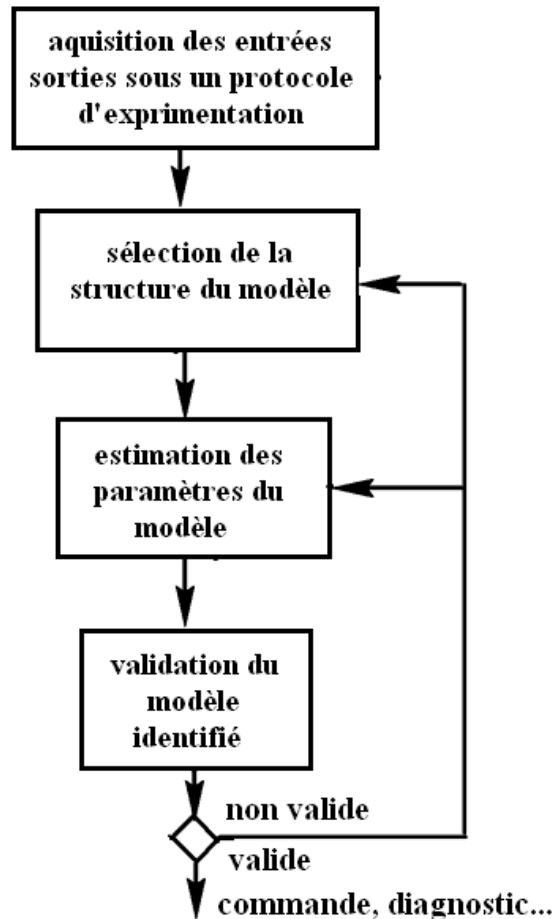 aquisition des entrées
sorties sous un protocole
d'exprimentation
sélection de la
structure du modèle
estimation des
paramètres du
modèle
validation du
modèle
identifié
non valide
valide
commande, diagnostic...